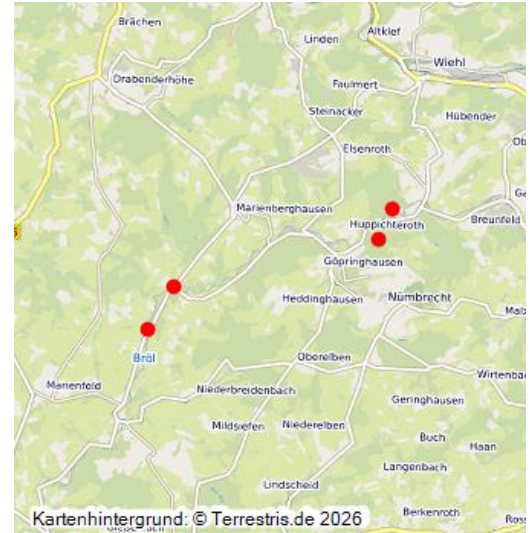 Brächen
Altklef
Linden
Wiehl
Drabenderhöhe
Faulmert
Steinacker
Hübender
Elsenroth
Marienberghausen
Huppichteroth
Breunfeld
Göpringhausen
Heddinghausen
Nümbrecht
Bröl
Oberelben
Marienfeld
Niederbreidenbach
Geringhausen
Mildsiefen
Niederelben
Buch
Haan
Langenbach
Lindscheid
Berkenroth
Kartenhintergrund: © Terrestris.de 2026